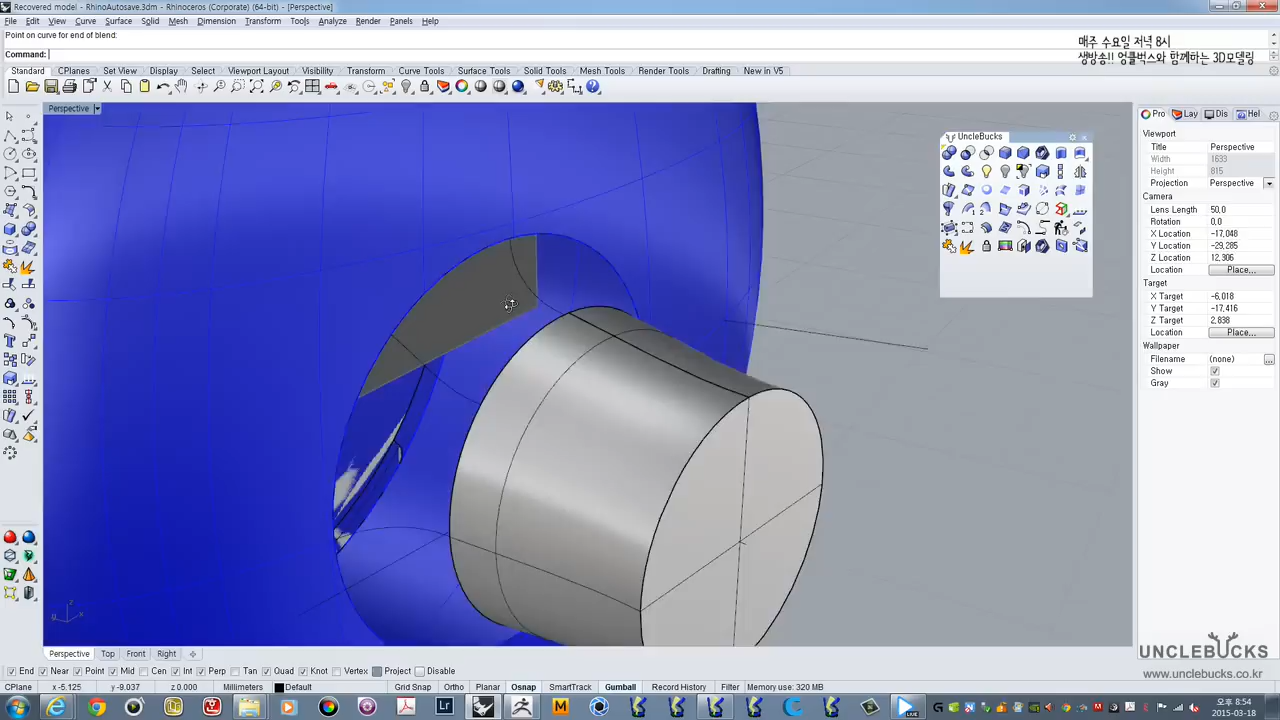 Recovered model - RhinoAutosave.3dm - Rhinoceros (Corporate) (64-bit) - [Perspective]
File Edit View Curve Surface Solid Mesh Dimension Transform Tools Analyze Render Panels Help
Point on curve for end of blend:
Command:
매주 수요일 저녁 8시
생방송!! 엉클벅스와 함께하는 3D모델링
Standard CPlanes Set View Display Select Viewport Layout Visibility Transform Curve Tools Surface Tools Solid Tools Mesh Tools Render Tools Drafting New in V5
Perspective
UncleBucks
Pro Lay Dis Hel
Viewport
Title Perspective
Width 1633
Height 815
Projection Perspective
Camera
Lens Length 50,0
Rotation 0,0
X Location -17,048
Y Location -29,285
Z Location 12,306
Location Place...
Target
X Target -6,018
Y Target -17,416
Z Target 2,838
Location Place...
Wallpaper
Filename (none)
Show
Gray
Perspective Top Front Right
End Near Point Mid Cen Int Perp Tan Quad Knot Vertex Project Disable
CPlane x -5.125 y -9.037 z 0.000 Millimeters Default Grid Snap Ortho Planar Osnap SmartTrack Gumball Record History Filter Memory use: 320 MB
UNCLEBUCKS
www.unclebucks.co.kr
오후 8:54
2015-03-18